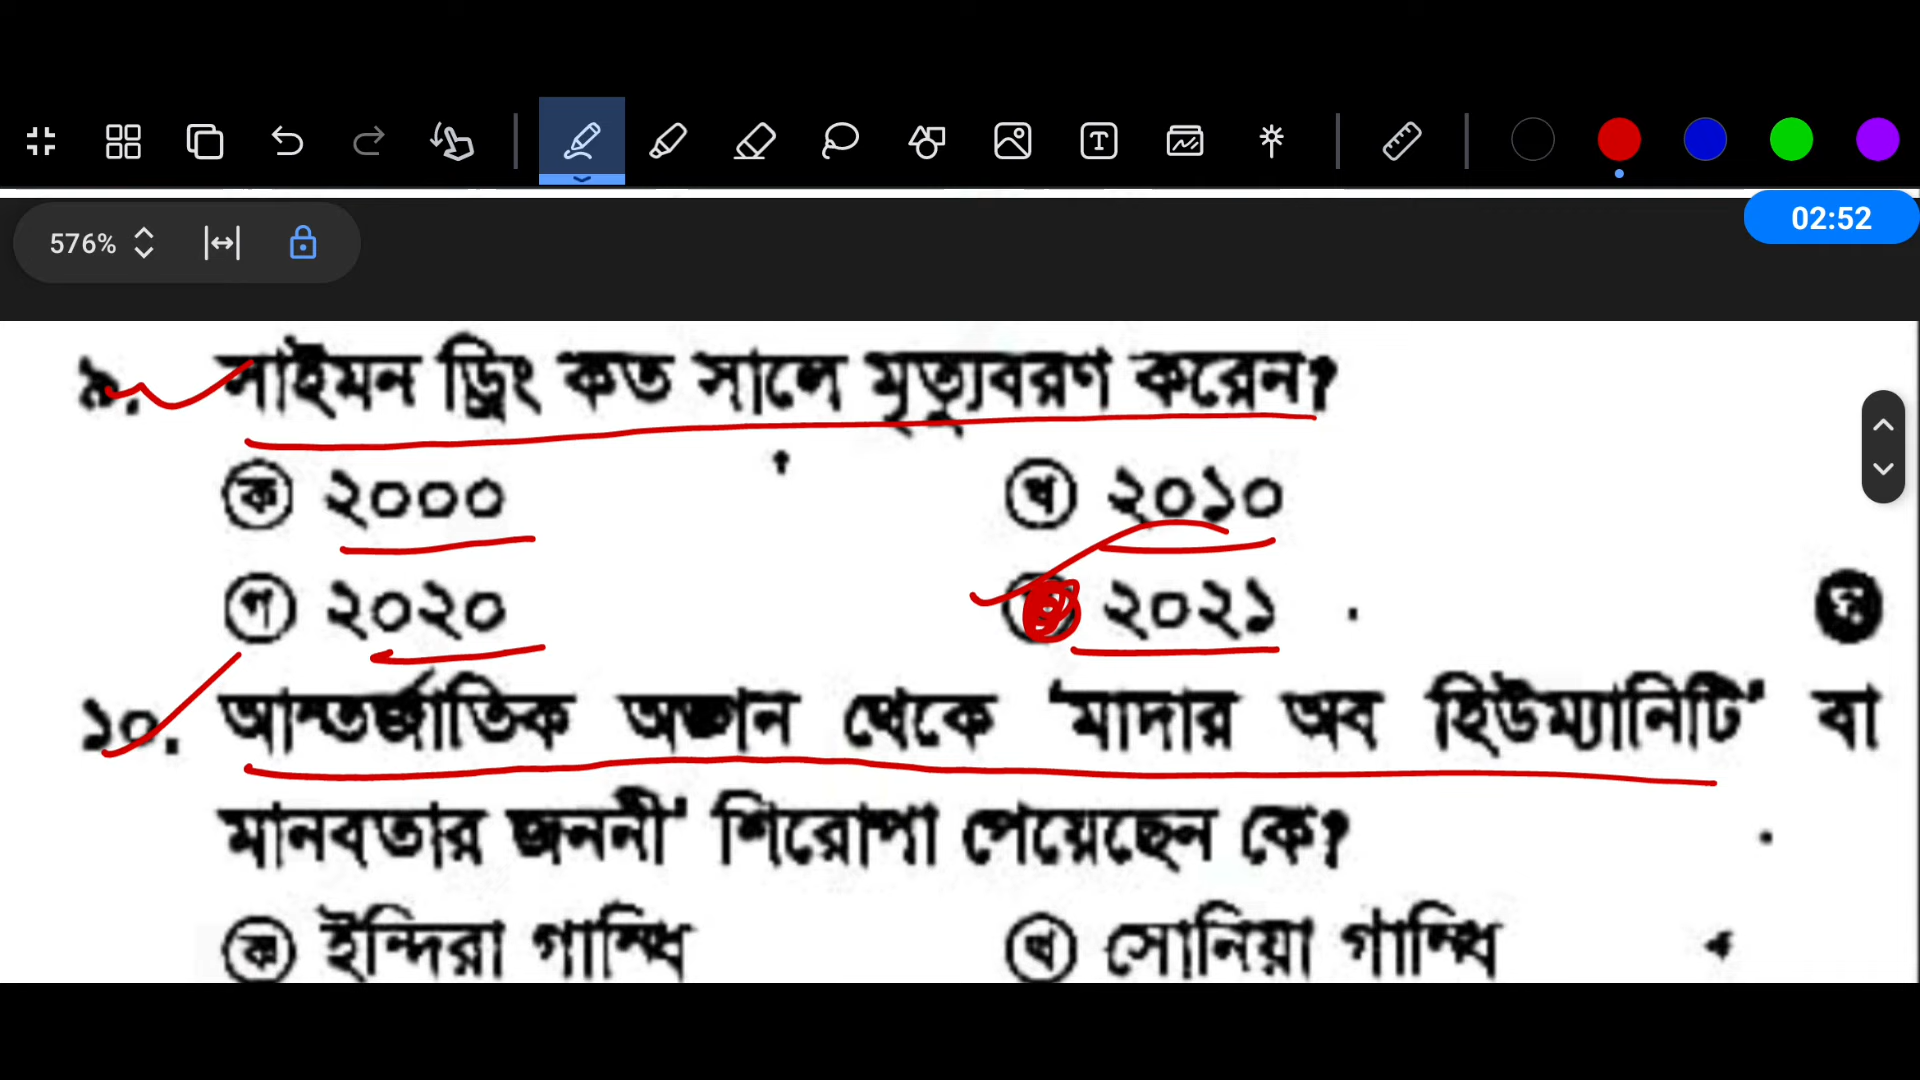 576%
02:52
৯. সাইমন ড্রিং কত সালে মৃত্যুবরণ করেন?
ক ২০০০ খ ২০১০
গ ২০২০ ২০২১ ঘ
১০. আন্তর্জাতিক অঙ্গন থেকে 'মাদার অব হিউম্যানিটি' বা
মানবতার জননী' শিরোপা পেয়েছেন কে?
ক ইন্দিরা গান্ধি খ সোনিয়া গান্ধি